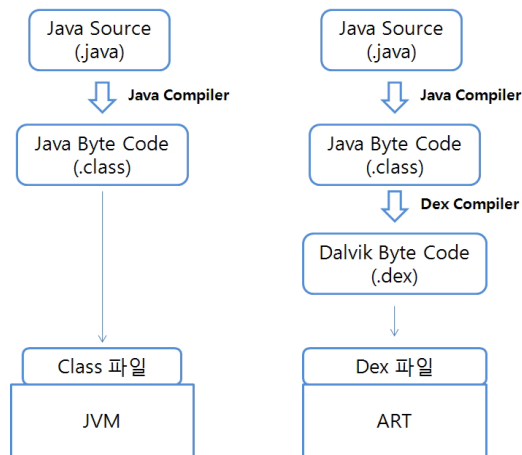 Java Source
(.java)
Java Compiler
Java Byte Code
(.class)
Class 파일
JVM
Java Source
(.java)
Java Compiler
Java Byte Code
(.class)
Dex Compiler
Dalvik Byte Code
(.dex)
Dex 파일
ART